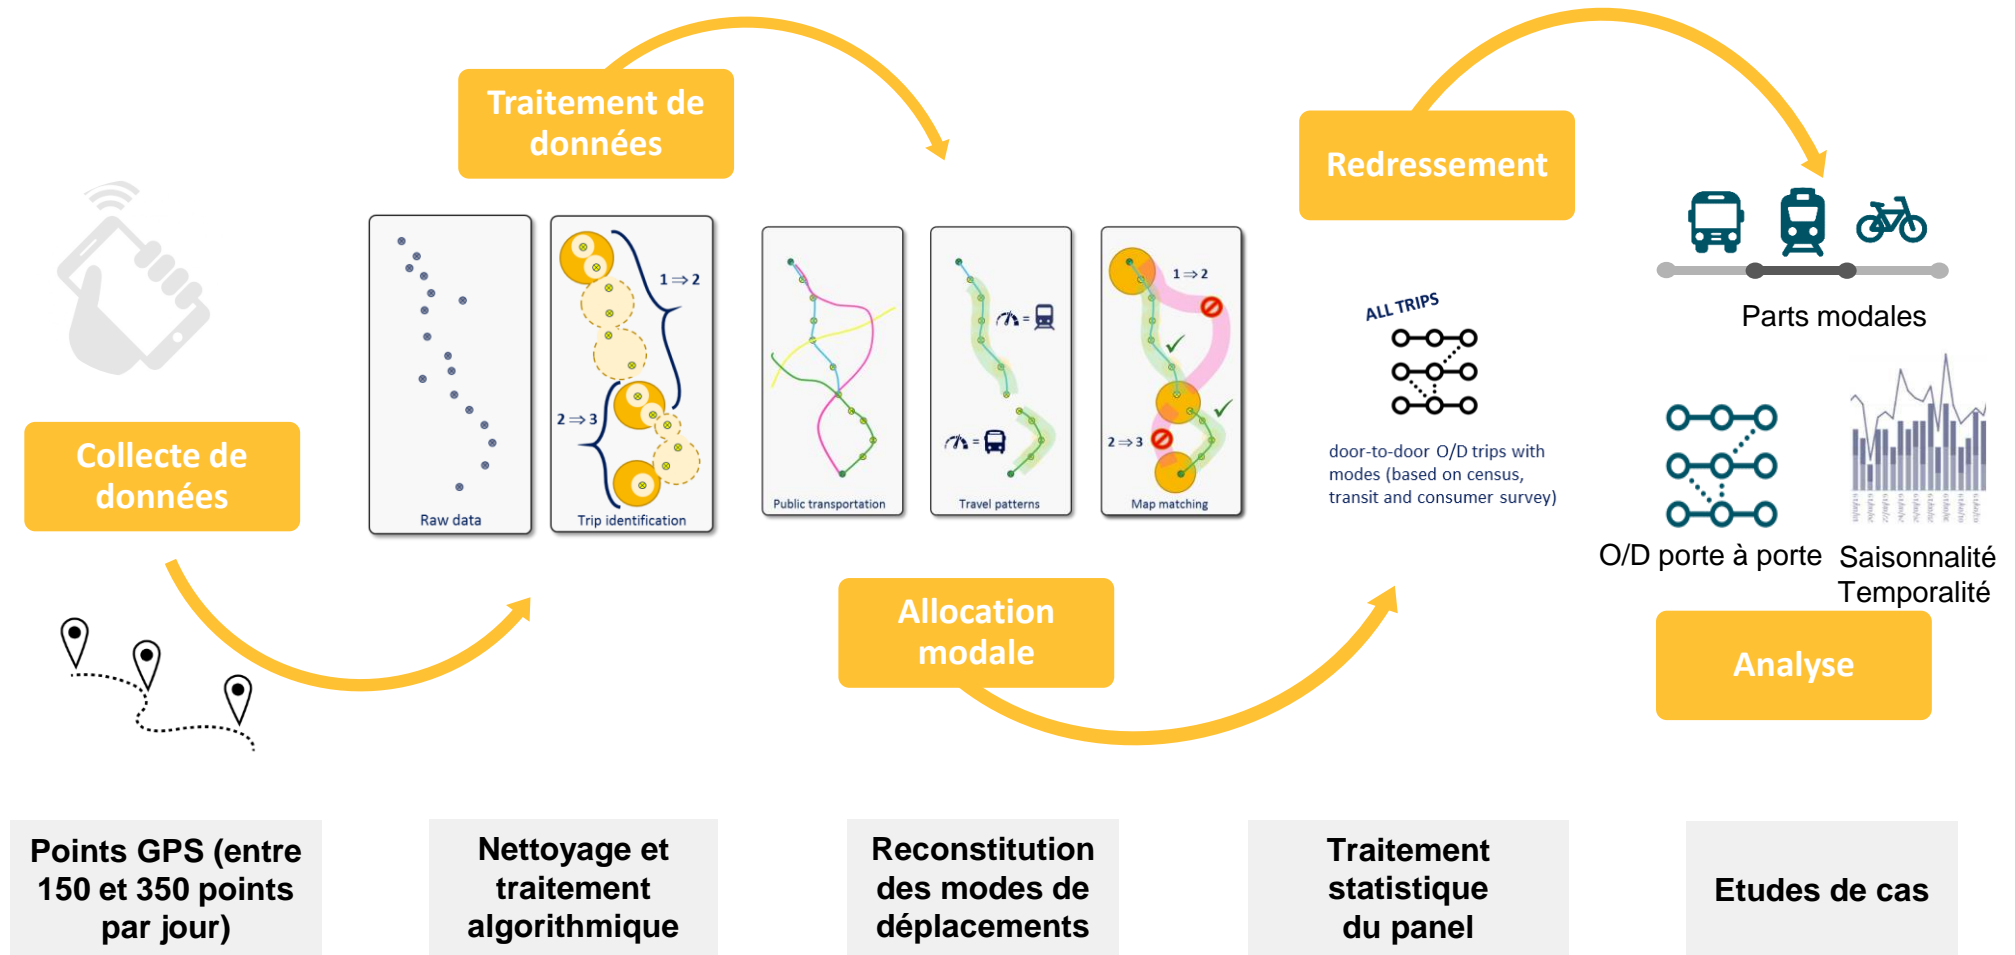 Collecte de
données
Points GPS (entre
150 et 350 points
par jour)
Traitement de
données
Raw data
1 ⇒ 2
2 ⇒ 3
Trip identification
Nettoyage et
traitement
algorithmique
Public transportation
=
=
Travel patterns
1 ⇒ 2
2 ⇒ 3
Map matching
Allocation
modale
Reconstitution
des modes de
déplacements
Redressement
ALL TRIPS
door-to-door O/D trips with
modes (based on census,
transit and consumer survey)
Traitement
statistique
du panel
Parts modales
O/D porte à porte
Saisonnalité
Temporalité
Analyse
Etudes de cas